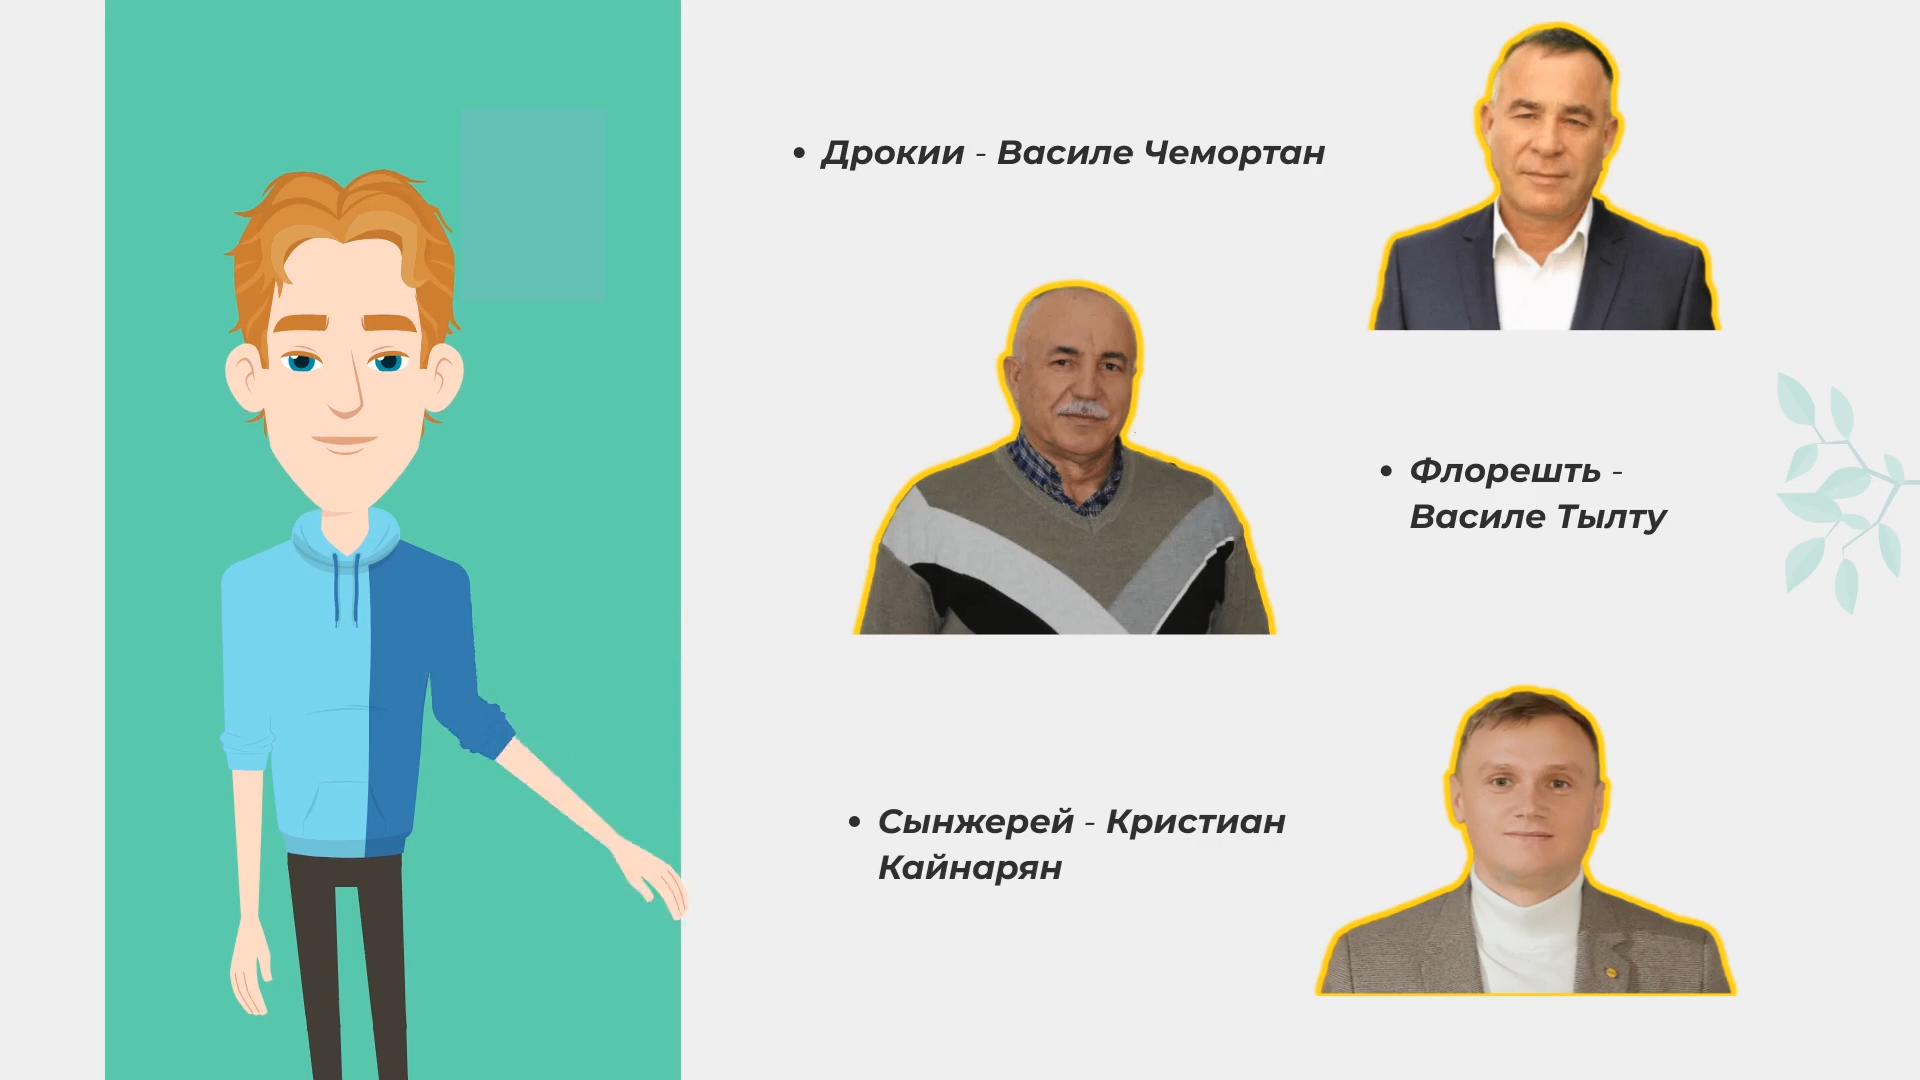 • Дрокии - Василе Чемортан
• Флорешть -
Василе Тылту
• Сынжерей - Кристиан
Кайнарян